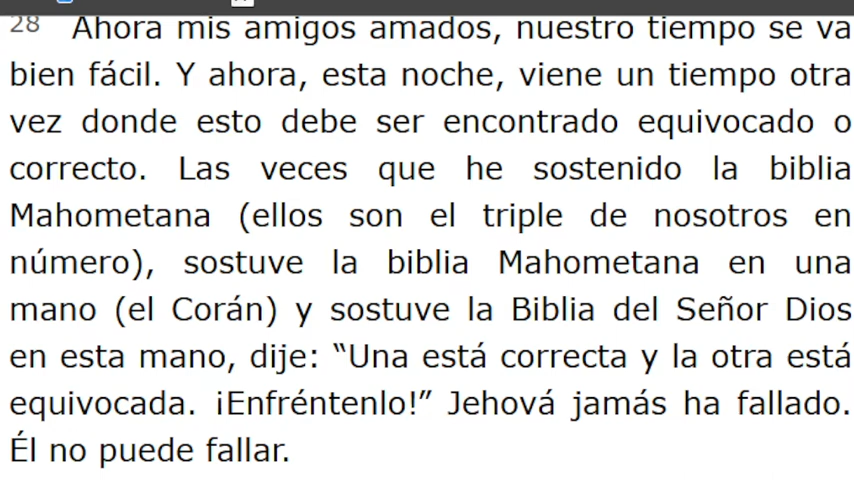 28 Ahora mis amigos amados, nuestro tiempo se va
bien fácil. Y ahora, esta noche, viene un tiempo otra
vez donde esto debe ser encontrado equivocado o
correcto. Las veces que he sostenido la biblia
Mahometana (ellos son el triple de nosotros en
número), sostuve la biblia Mahometana en una
mano (el Corán) y sostuve la Biblia del Señor Dios
en esta mano, dije: “Una está correcta y la otra está
equivocada. ¡Enfréntenlo!” Jehová jamás ha fallado.
Él no puede fallar.